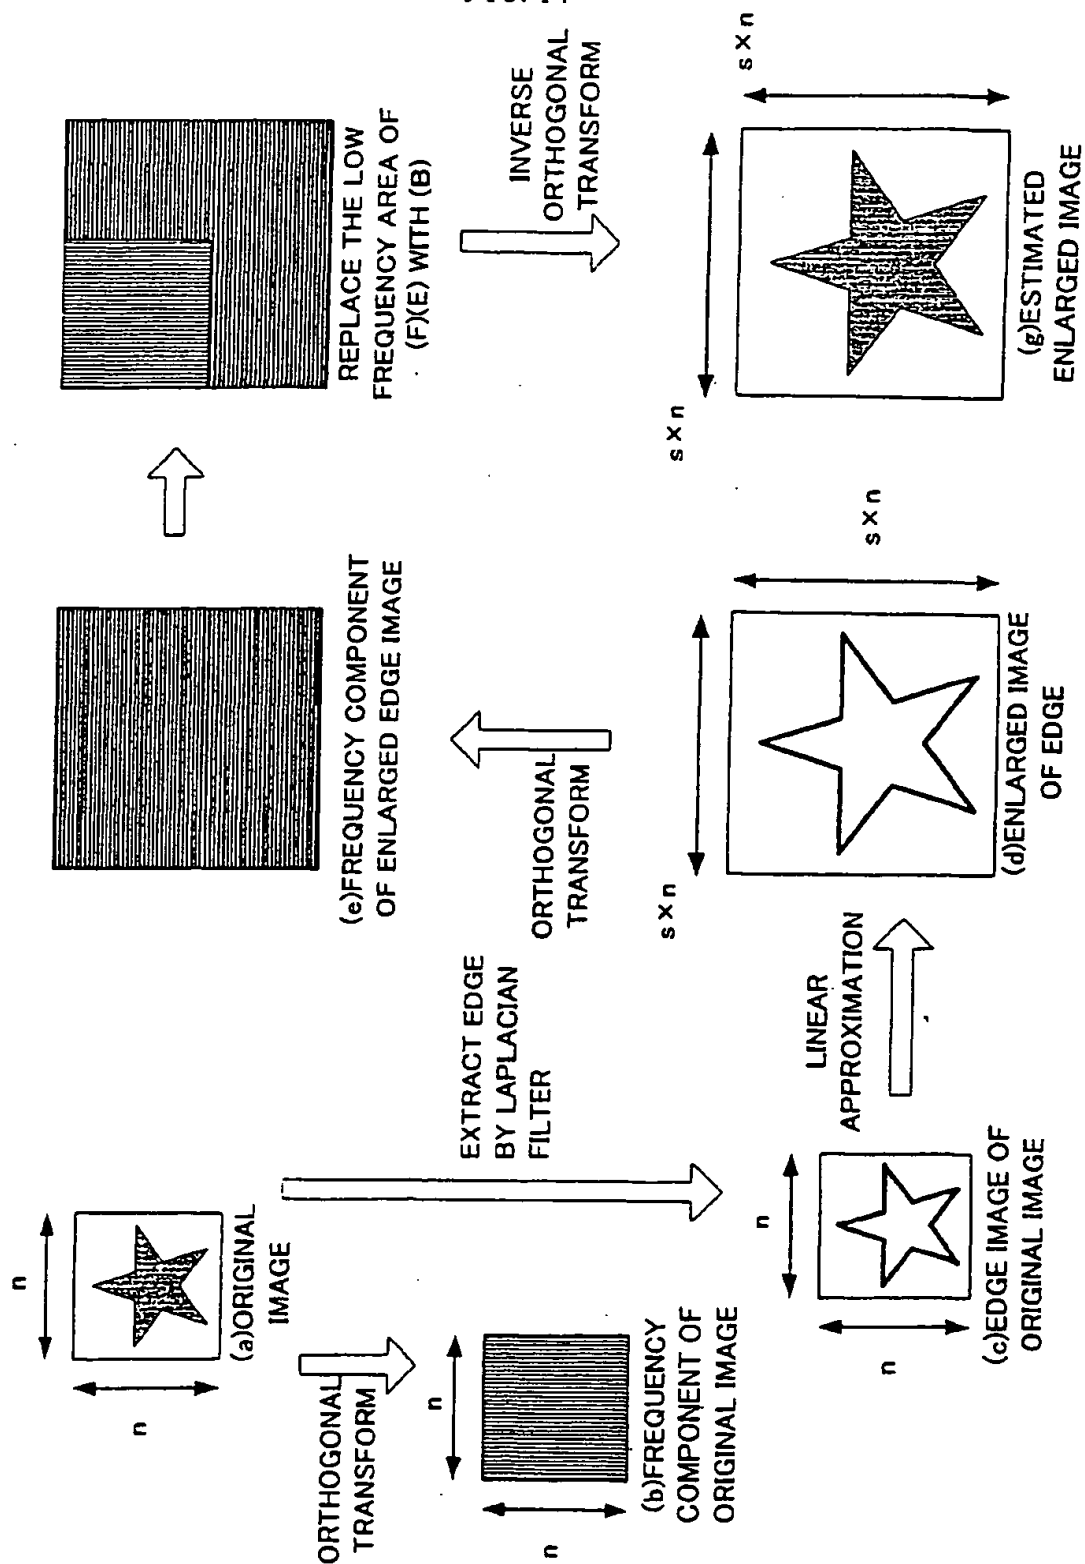 n
n
(a)ORIGINAL
IMAGE
ORTHOGONAL
TRANSFORM
n
n
(b)FREQUENCY
COMPONENT OF
ORIGINAL IMAGE
EXTRACT EDGE
BY LAPLACIAN
FILTER
n
n
(c)EDGE IMAGE OF
ORIGINAL IMAGE
LINEAR
APPROXIMATION
s×n
s×n
(d)ENLARGED IMAGE
OF EDGE
ORTHOGONAL
TRANSFORM
(e)FREQUENCY COMPONENT
OF ENLARGED EDGE IMAGE
REPLACE THE LOW
FREQUENCY AREA OF
(F)(E) WITH (B)
INVERSE
ORTHOGONAL
TRANSFORM
s×n
s×n
(g)ESTIMATED
ENLARGED IMAGE